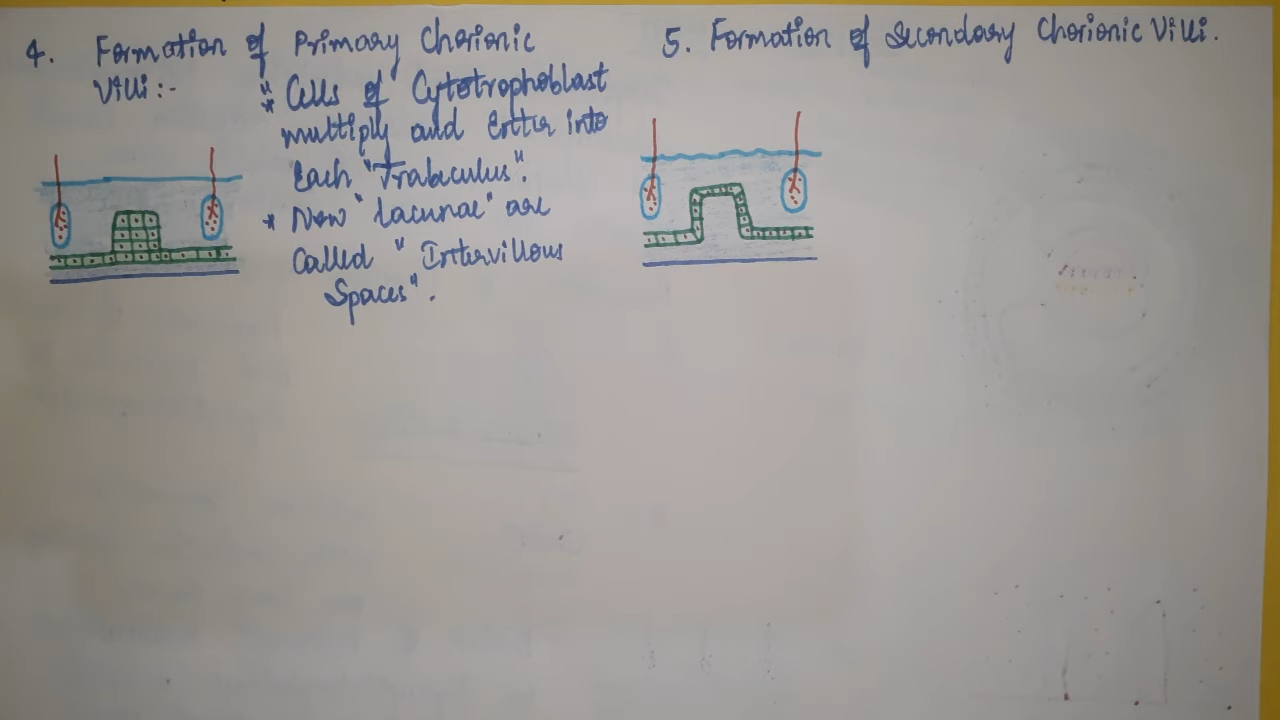 4. Formation of Primary Chorionic
Villi:-
* Cells of Cytotrophoblast
multiply and Enter into
Each "Trabeculus".
* Now "lacunae" are
Called "Intervillous
Spaces".
5. Formation of Secondary Chorionic Villi.